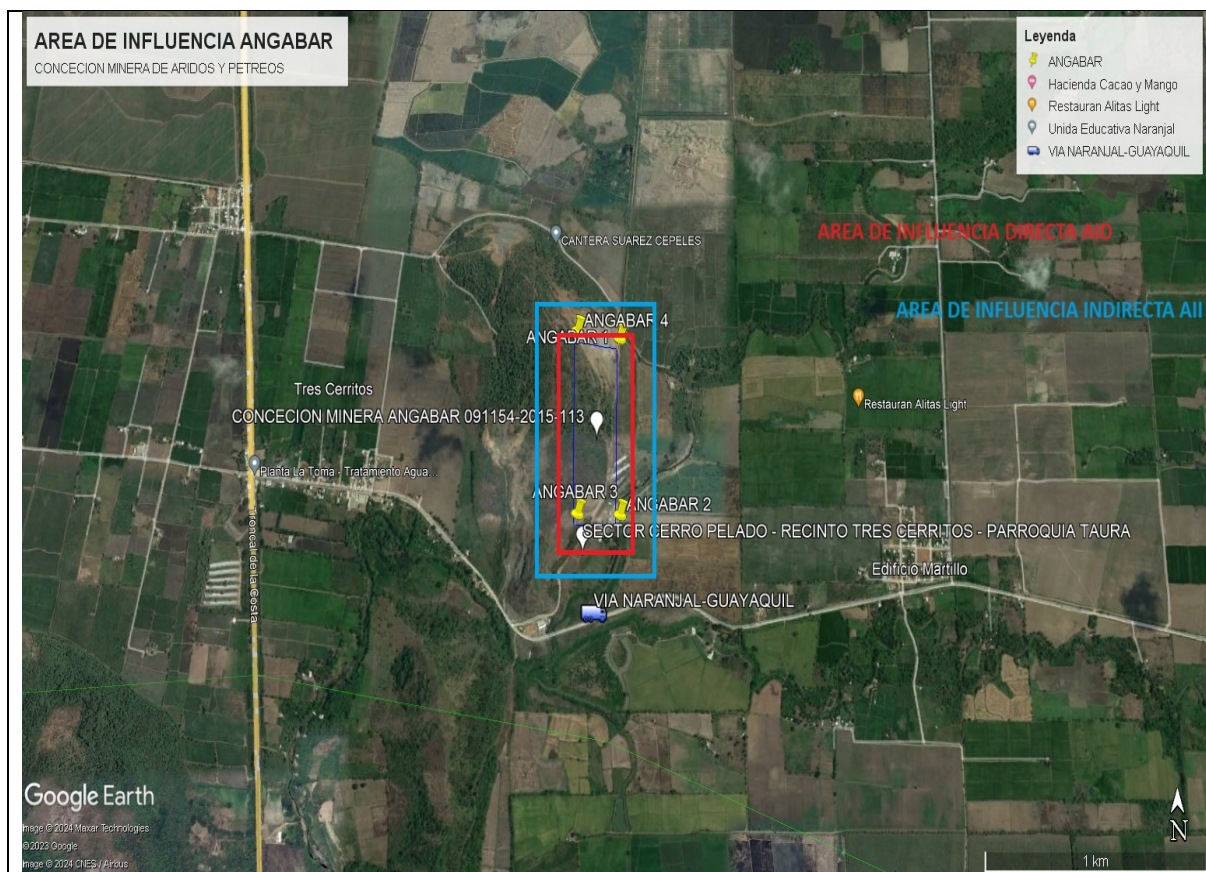 AREA DE INFLUENCIA ANGABAR
CONCECION MINERA DE ARIDOS Y PETREOS
Leyenda
ANGABAR
Hacienda Cacao y Mango
Restauran Alitas Light
Unida Educativa Naranjal
VIA NARANJAL-GUAYAQUIL
AREA DE INFLUENCIA DIRECTA AID
CANTERA SUAREZ CEPELES
AREA DE INFLUENCIA INDIRECTA AII
ANGABAR 4
ANGABAR 1
Tres Cerritos
Restauran Alitas Light
CONCECION MINERA ANGABAR 091154-2015-113
Planta La Toma - Tratamiento Agua...
ANGABAR 3
ANGABAR 2
SECTOR CERRO PELADO - RECINTO TRES CERRITOS - PARROQUIA TAURA
Troncal de la Costa
Edificio Martillo
VIA NARANJAL-GUAYAQUIL
Google Earth
Image © 2024 Maxar Technologies
© 2023 Google
Image © 2024 CNES / Airbus
N
1 km